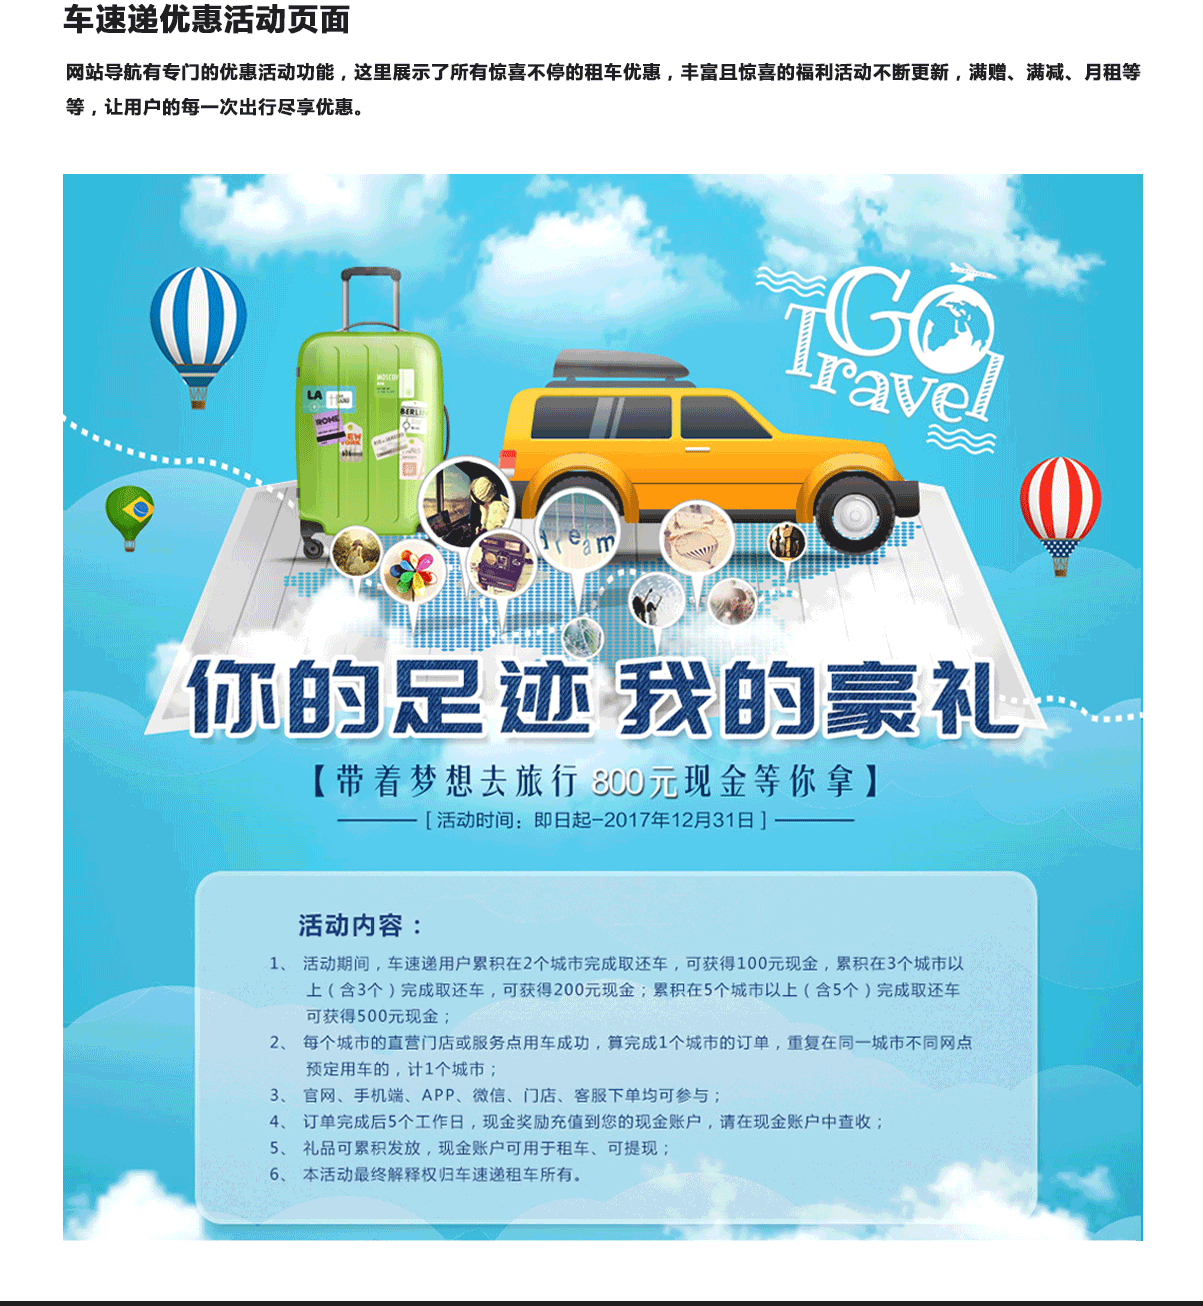 车速递优惠活动页面
网站导航有专门的优惠活动功能，这里展示了所有惊喜不停的租车优惠，丰富且惊喜的福利活动不断更新，满赠、满减、月租等
等，让用户的每一次出行尽享优惠。
GO
Travel
MOSCOW
LA
BERLIN
ROME
NEW
YORK
dream
你的足迹 我的豪礼
【带着梦想去旅行 800元现金等你拿】
[ 活动时间：即日起-2017年12月31日 ]
活动内容：
1、 活动期间，车速递用户累积在2个城市完成取还车，可获得100元现金，累积在3个城市以
上（含3个）完成取还车，可获得200元现金；累积在5个城市以上（含5个）完成取还车
可获得500元现金；
2、 每个城市的直营门店或服务点用车成功，算完成1个城市的订单，重复在同一城市不同网点
预定用车的，计1个城市；
3、 官网、手机端、APP、微信、门店、客服下单均可参与；
4、 订单完成后5个工作日，现金奖励充值到您的现金账户，请在现金账户中查收；
5、 礼品可累积发放，现金账户可用于租车、可提现；
6、 本活动最终解释权归车速递租车所有。